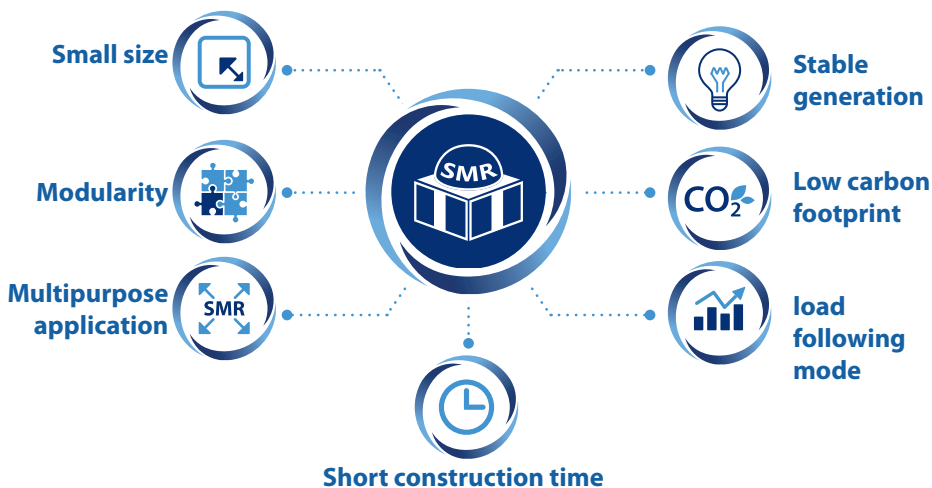 Small size
Modularity
Multipurpose
application
SMR
SMR
Stable
generation
CO2
Low carbon
footprint
load
following
mode
Short construction time